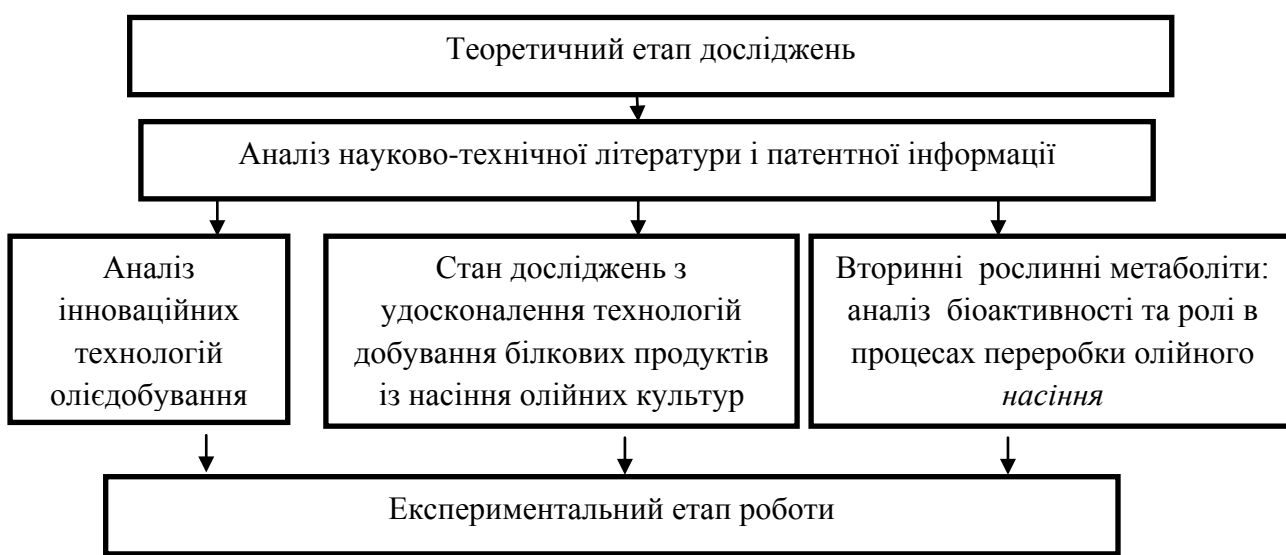 Теоретичний етап досліджень
Аналіз науково-технічної літератури і патентної інформації
Аналіз
інноваційних
технологій
олієдобування
Стан досліджень з
удосконалення технологій
добування білкових продуктів
із насіння олійних культур
Вторинні рослинні метаболіти:
аналіз біоактивності та ролі в
процесах переробки олійного
насіння
Експериментальний етап роботи